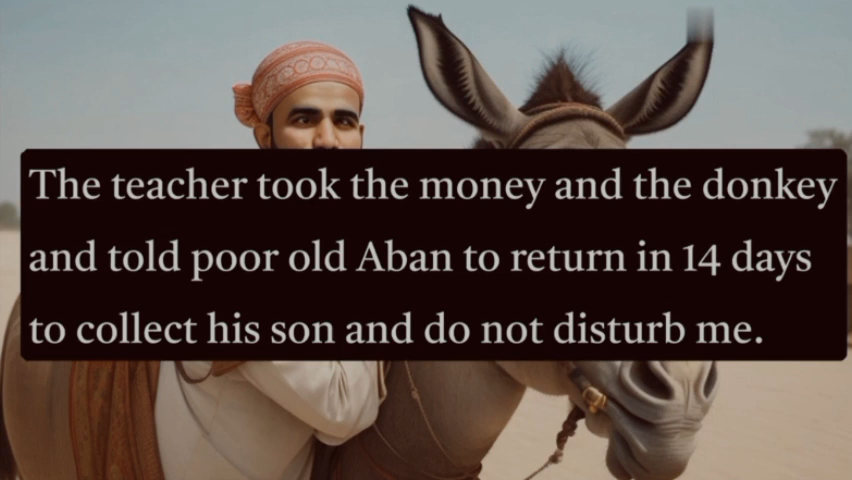 The teacher took the money and the donkey
and told poor old Aban to return in 14 days
to collect his son and do not disturb me.